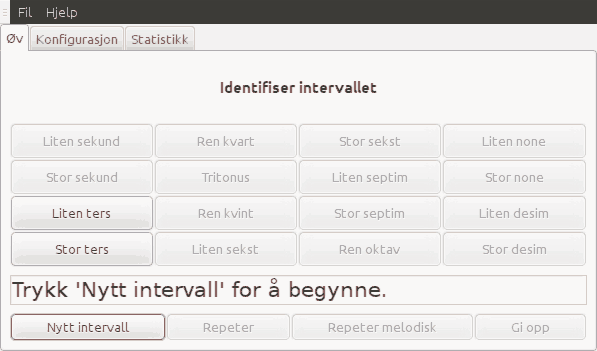 Fil Hjelp
Øv Konfigurasjon Statistikk
Identifiser intervallet
Liten sekund Ren kvart Stor sekst Liten none
Stor sekund Tritonus Liten septim Stor none
Liten ters Ren kvint Stor septim Liten desim
Stor ters Liten sekst Ren oktav Stor desim
Trykk 'Nytt intervall' for å begynne.
Nytt intervall Repeter Repeter melodisk Gi opp